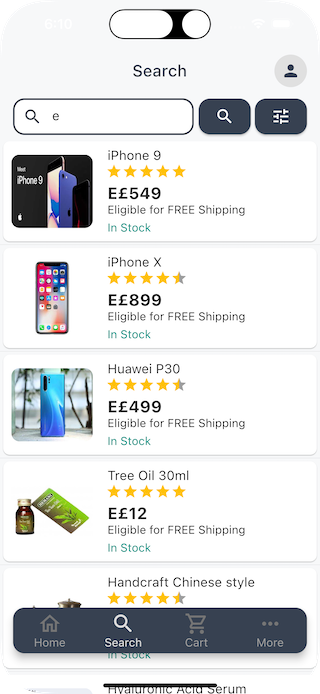 6:10
Search
e
Meet
iPhone 9
iPhone 9
E£549
Eligible for FREE Shipping
In Stock
iPhone X
E£899
Eligible for FREE Shipping
In Stock
Huawei P30
E£499
Eligible for FREE Shipping
In Stock
Tree Oil 30ml
E£12
Eligible for FREE Shipping
In Stock
Handcraft Chinese style
Home
Search
Cart
More
In Stock
Hyaluronic Acid Serum